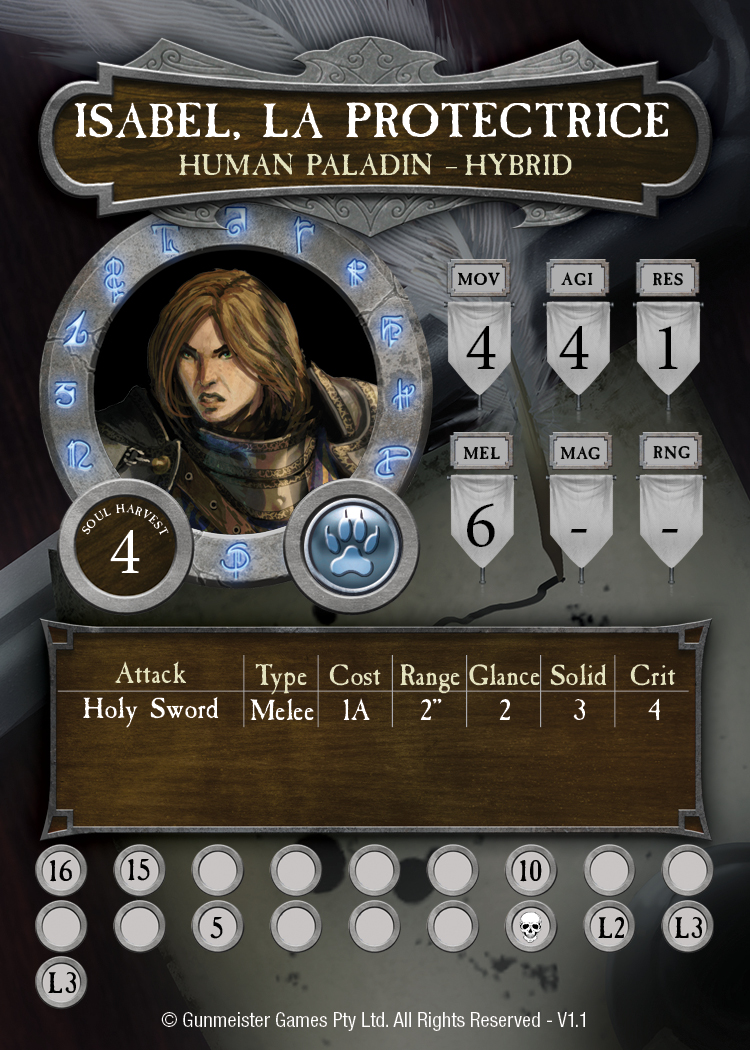 ISABEL, LA PROTECTRICE
HUMAN PALADIN – HYBRID
MOV AGI RES
4 4 1
MEL MAG RNG
6 - -
SOUL HARVEST
4
Attack Type Cost Range Glance Solid Crit
Holy Sword Melee 1A 2" 2 3 4
16 15 10
5 L2 L3
L3
© Gunmeister Games Pty Ltd. All Rights Reserved - V1.1